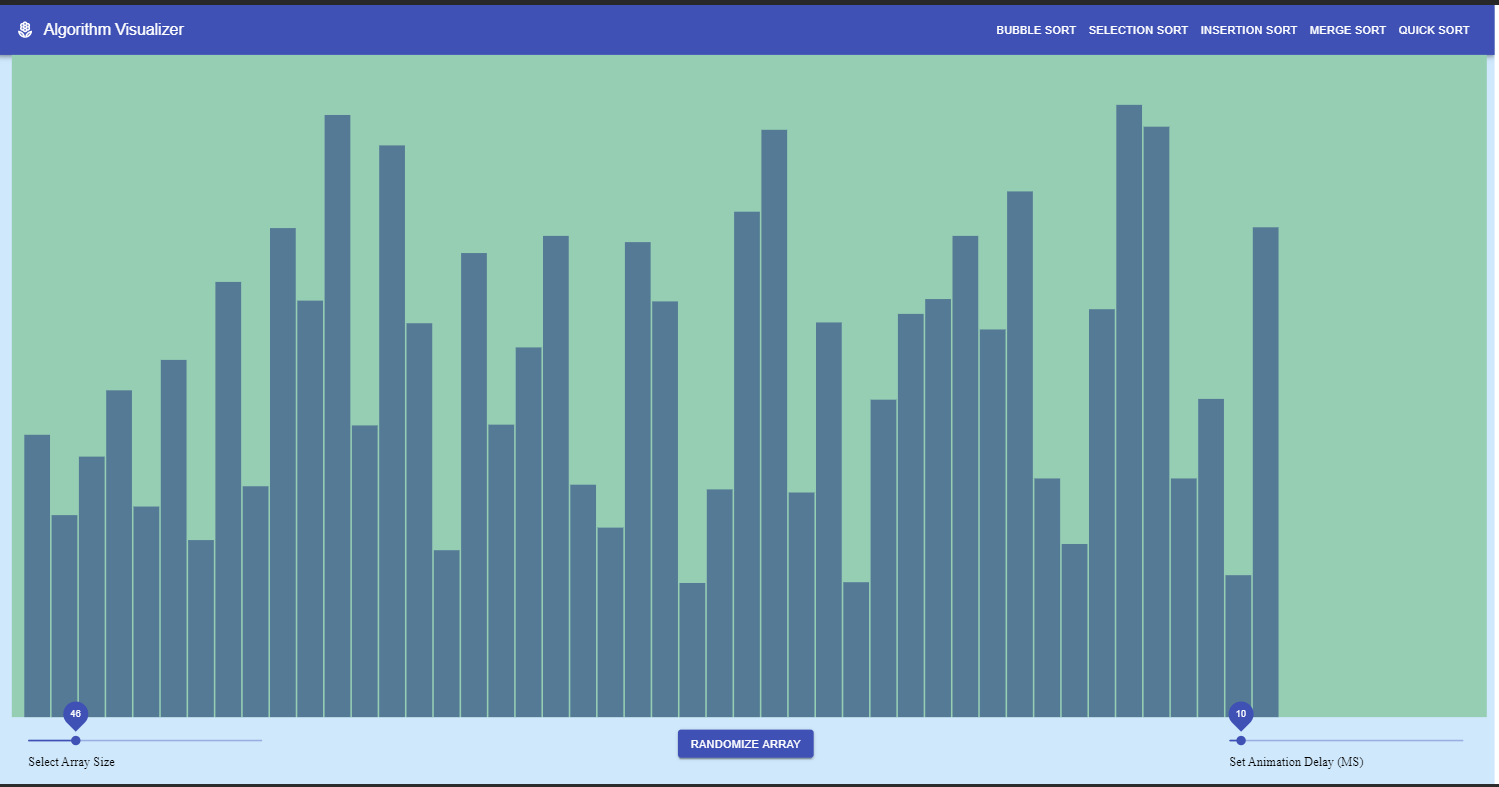 Algorithm Visualizer
BUBBLE SORT SELECTION SORT INSERTION SORT MERGE SORT QUICK SORT
46
10
RANDOMIZE ARRAY
Select Array Size
Set Animation Delay (MS)